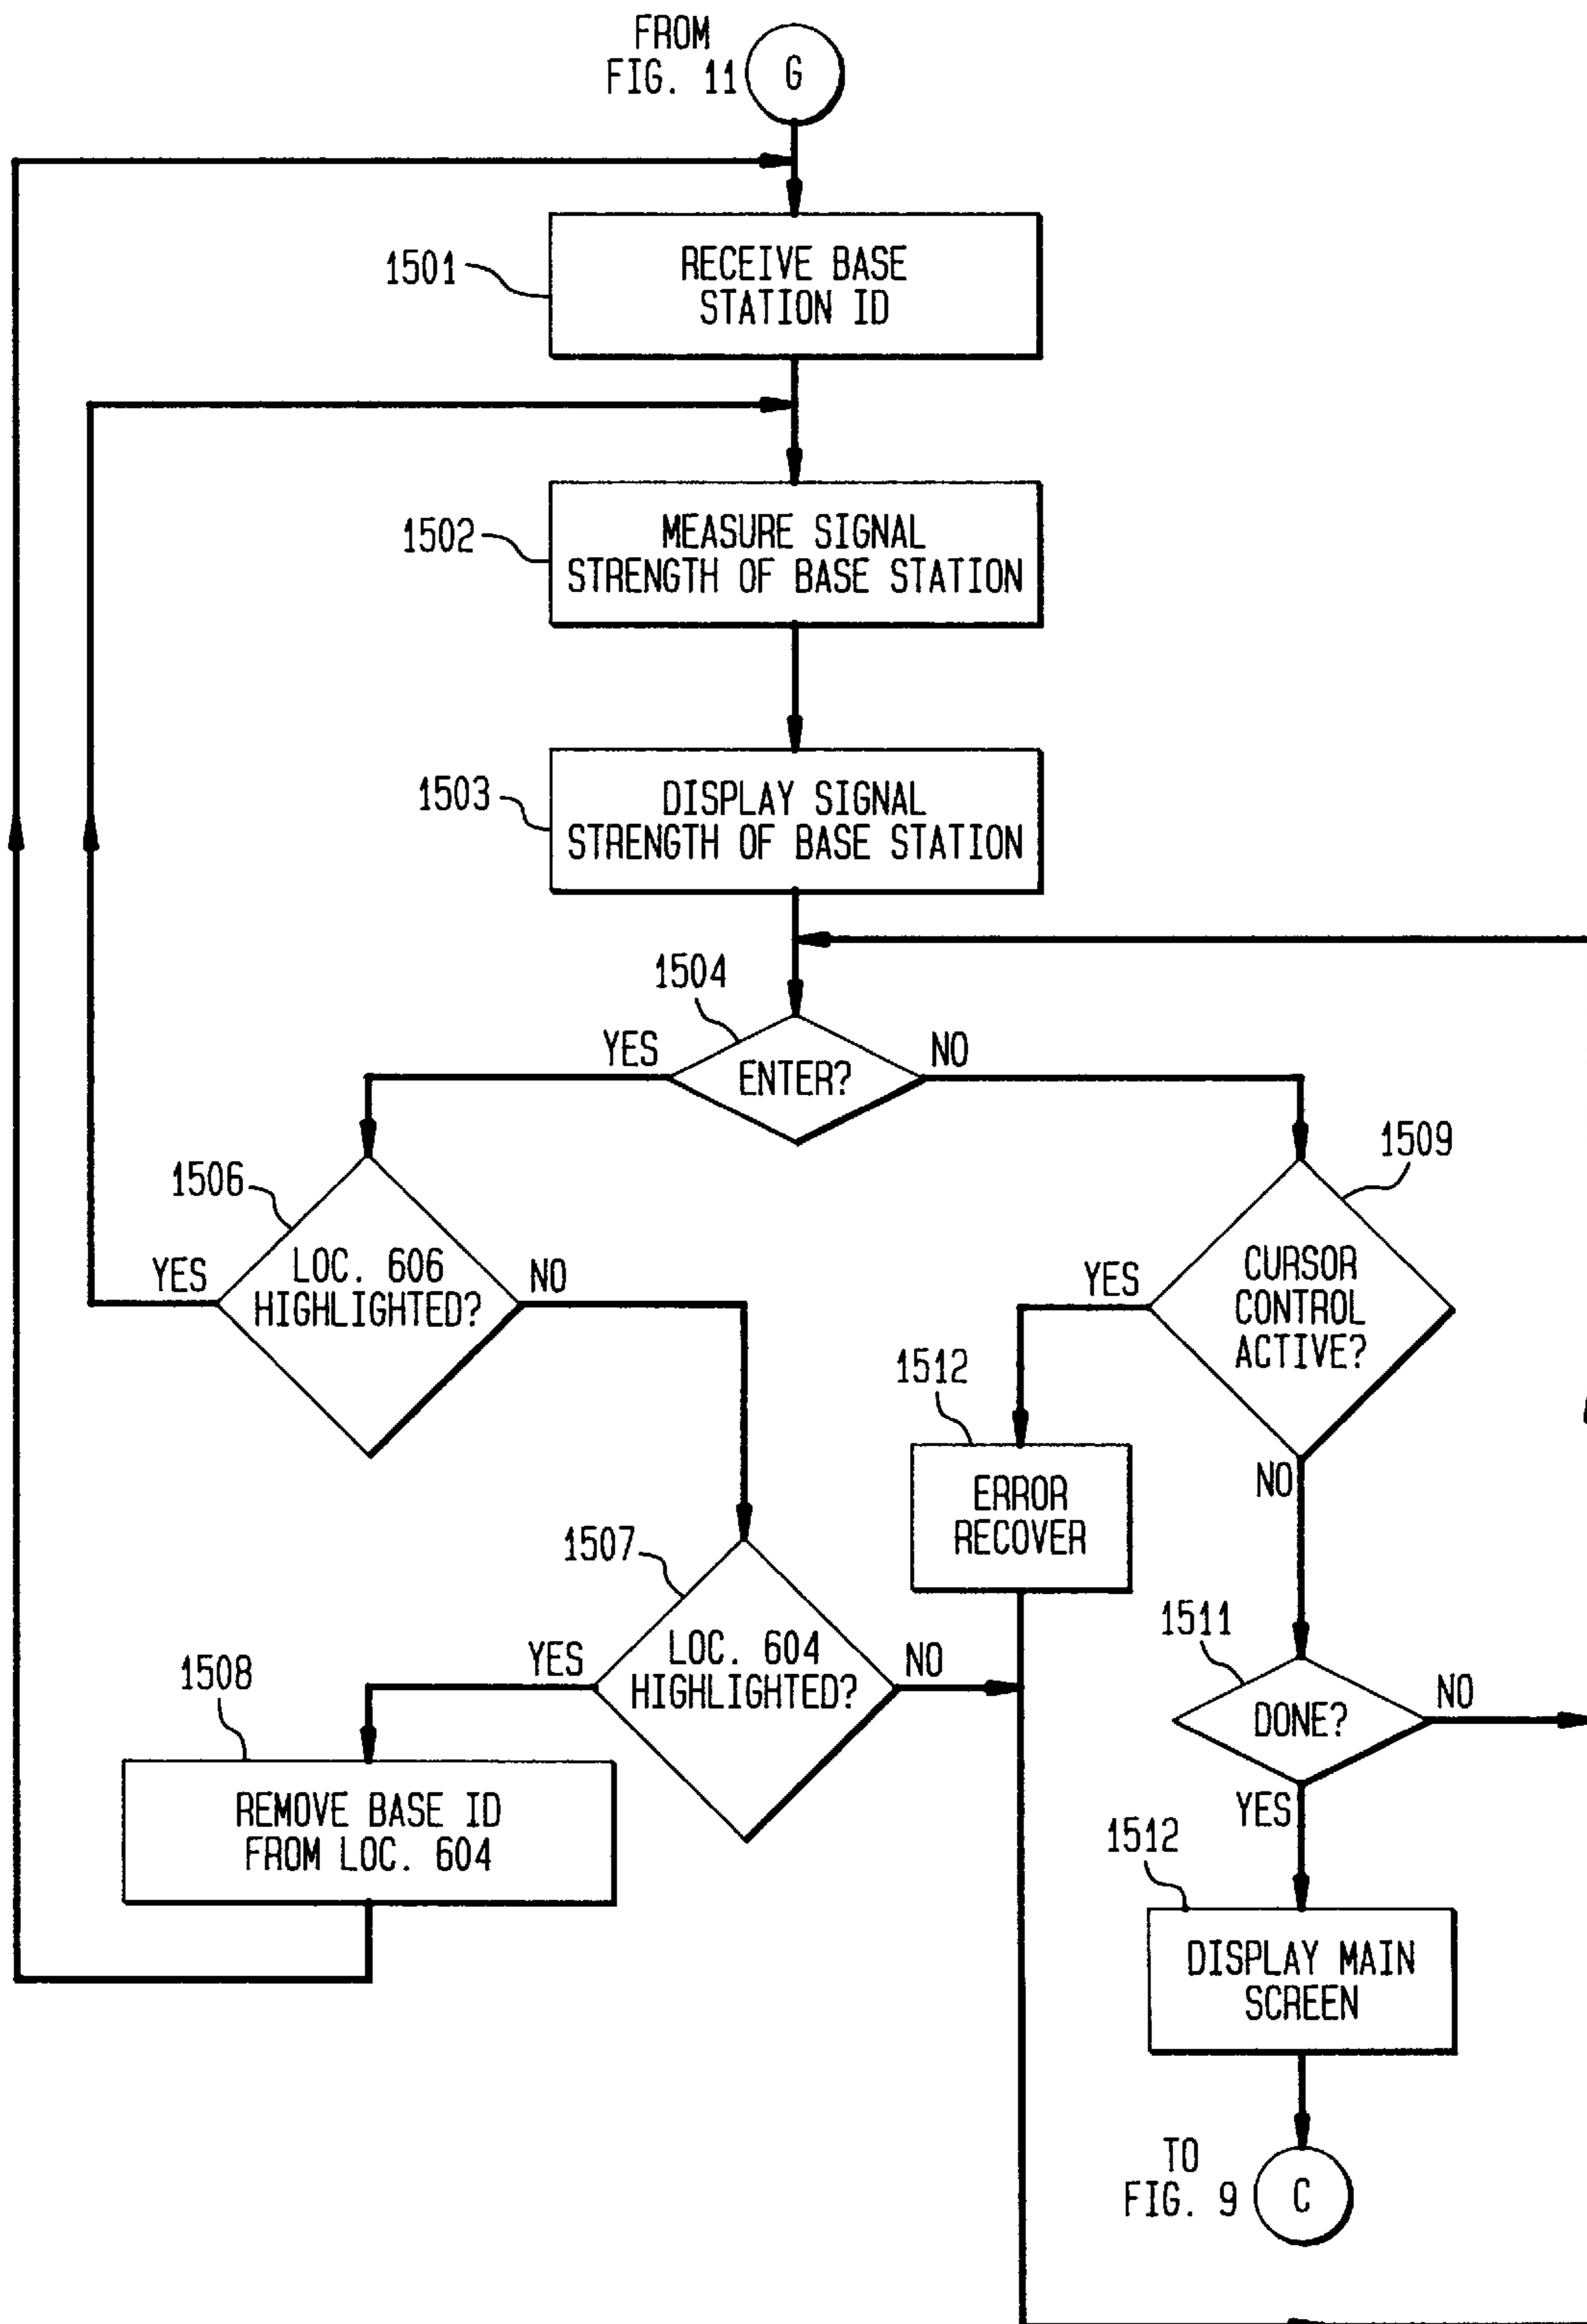 FROM
FIG. 11
G
1501
RECEIVE BASE
STATION ID
1502
MEASURE SIGNAL
STRENGTH OF BASE STATION
1503
DISPLAY SIGNAL
STRENGTH OF BASE STATION
1504
YES
ENTER?
NO
1506
YES
LOC. 606
HIGHLIGHTED?
NO
1509
YES
CURSOR
CONTROL
ACTIVE?
NO
1512
ERROR
RECOVER
1507
YES
LOC. 604
HIGHLIGHTED?
NO
1511
DONE?
NO
YES
1508
REMOVE BASE ID
FROM LOC. 604
1512
DISPLAY MAIN
SCREEN
TO
FIG. 9
C